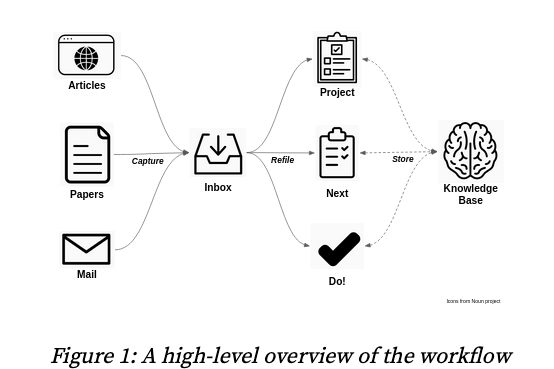 Articles
Papers
Mail
Capture
Inbox
Refile
Project
Next
Do!
Store
Knowledge
Base
Icons from Noun project
Figure 1: A high-level overview of the workflow